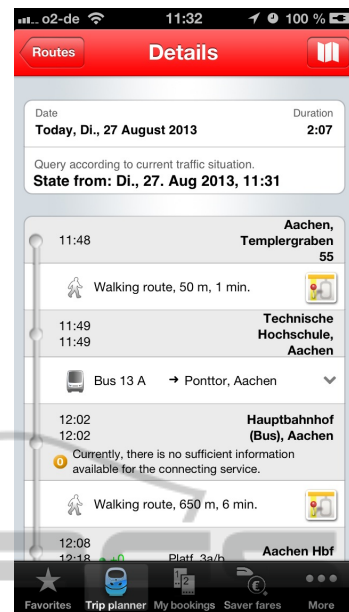 o2-de 11:32 100 %
Routes Details
Date Duration
Today, Di., 27 August 2013 2:07
Query according to current traffic situation.
State from: Di., 27. Aug 2013, 11:31
Aachen,
11:48 Templergraben
55
Walking route, 50 m, 1 min.
Technische
11:49 Hochschule,
11:49 Aachen
Bus 13 A → Ponttor, Aachen
12:02 Hauptbahnhof
12:02 (Bus), Aachen
Currently, there is no sufficient information
available for the connecting service.
Walking route, 650 m, 6 min.
12:08 Aachen Hbf
12:18 +0 Platf. 3a/b
Favorites Trip planner My bookings Saver fares More